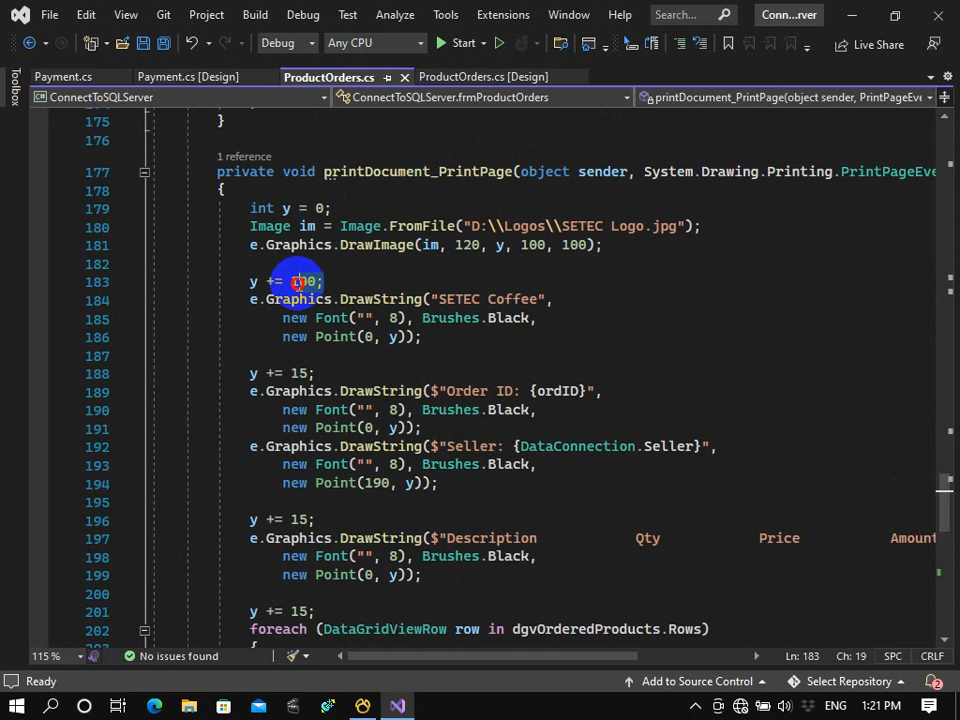 File Edit View Git Project Build Debug Test Analyze Tools Extensions Window Help Search... Conn...rver
Debug Any CPU Start Live Share
Payment.cs Payment.cs [Design] ProductOrders.cs ProductOrders.cs [Design]
Toolbox
ConnectToSQLServer ConnectToSQLServer.frmProductOrders printDocument_PrintPage(object sender, PrintPageEve
175 }
176
1 reference
177 private void printDocument_PrintPage(object sender, System.Drawing.Printing.PrintPageEve
178 {
179 int y = 0;
180 Image im = Image.FromFile("D:\\Logos\\SETEC Logo.jpg");
181 e.Graphics.DrawImage(im, 120, y, 100, 100);
182
183 y += 100;
184 e.Graphics.DrawString("SETEC Coffee",
185 new Font("", 8), Brushes.Black,
186 new Point(0, y));
187
188 y += 15;
189 e.Graphics.DrawString($"Order ID: {ordID}",
190 new Font("", 8), Brushes.Black,
191 new Point(0, y));
192 e.Graphics.DrawString($"Seller: {DataConnection.Seller}",
193 new Font("", 8), Brushes.Black,
194 new Point(190, y));
195
196 y += 15;
197 e.Graphics.DrawString($"Description Qty Price Amount
198 new Font("", 8), Brushes.Black,
199 new Point(0, y));
200
201 y += 15;
202 foreach (DataGridViewRow row in dgvOrderedProducts.Rows)
115 % No issues found Ln: 183 Ch: 19 SPC CRLF
Ready Add to Source Control Select Repository 2
ENG 1:21 PM